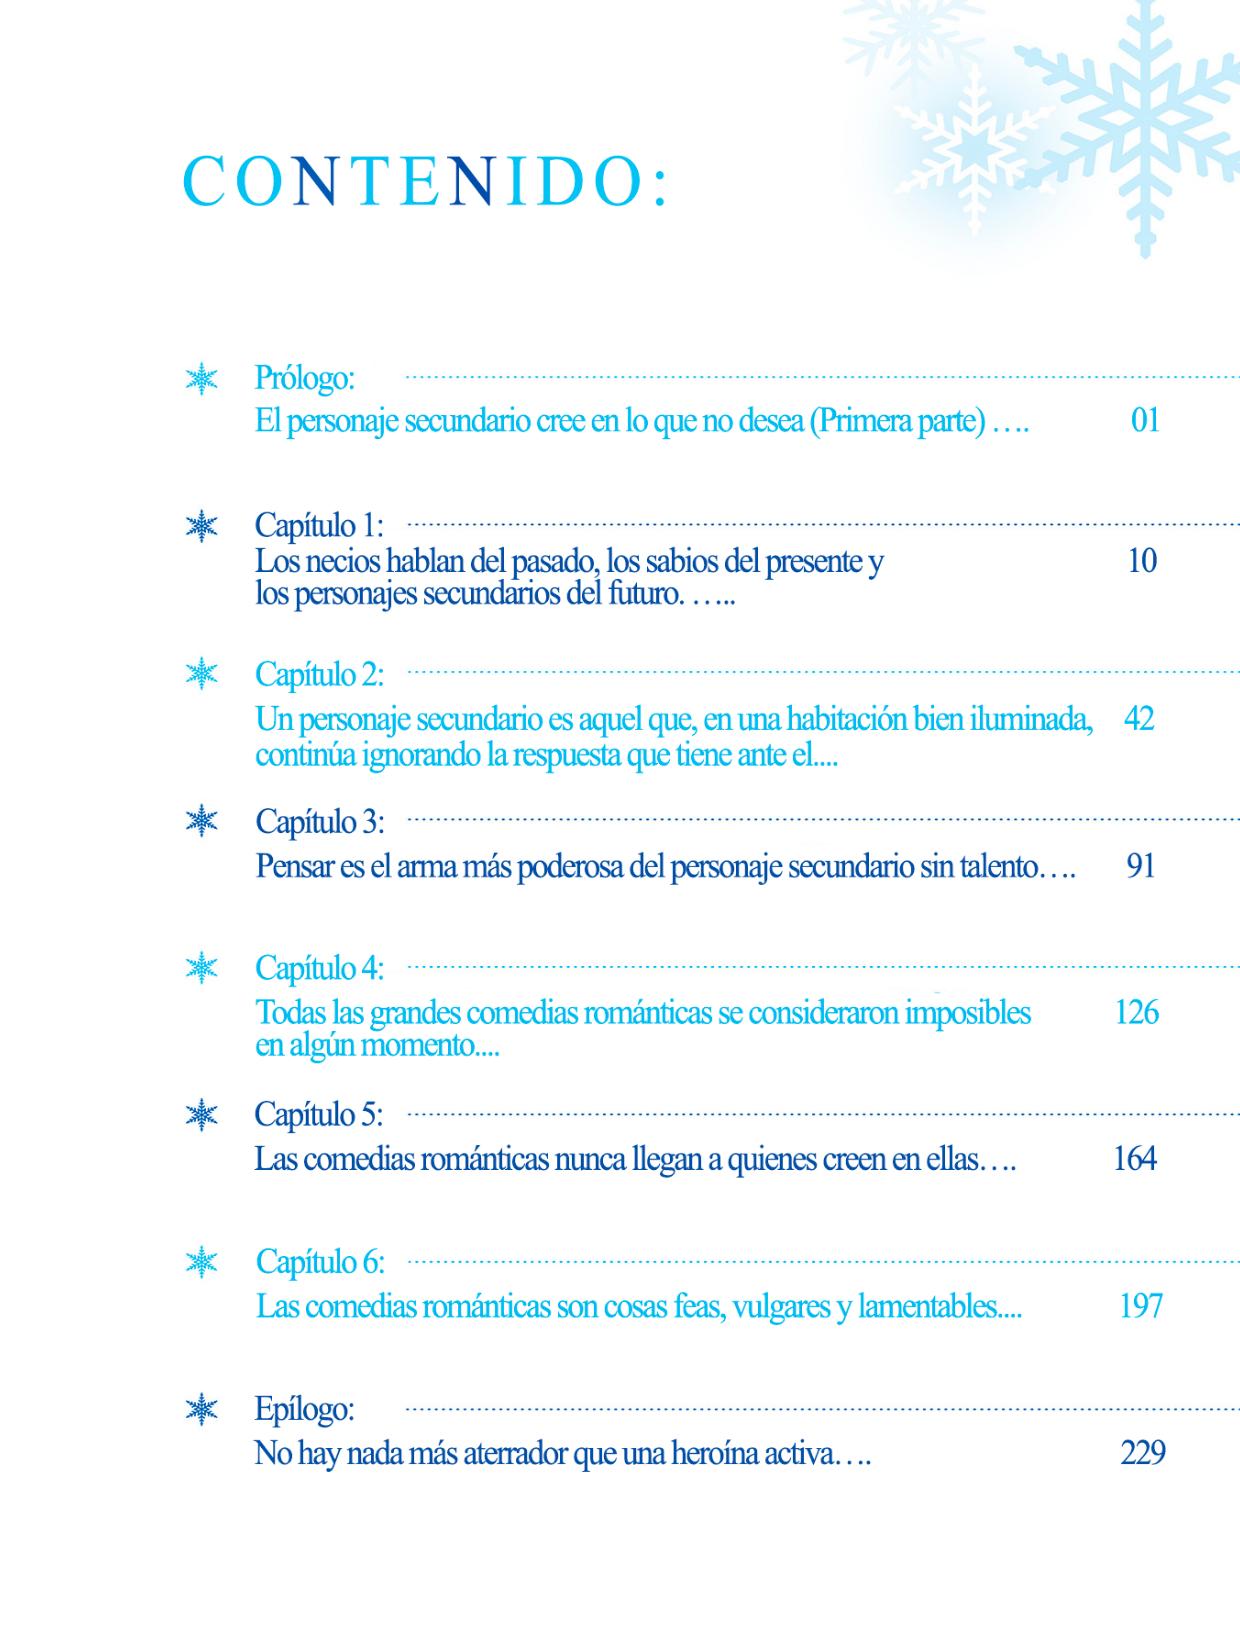 CONTENIDO:
Prólogo:
El personaje secundario cree en lo que no desea (Primera parte) …. 01
Capítulo 1:
Los necios hablan del pasado, los sabios del presente y 10
los personajes secundarios del futuro. …..
Capítulo 2:
Un personaje secundario es aquel que, en una habitación bien iluminada, 42
continúa ignorando la respuesta que tiene ante el....
Capítulo 3:
Pensar es el arma más poderosa del personaje secundario sin talento…. 91
Capítulo 4:
Todas las grandes comedias románticas se consideraron imposibles 126
en algún momento....
Capítulo 5:
Las comedias románticas nunca llegan a quienes creen en ellas…. 164
Capítulo 6:
Las comedias románticas son cosas feas, vulgares y lamentables.... 197
Epílogo:
No hay nada más aterrador que una heroína activa…. 229